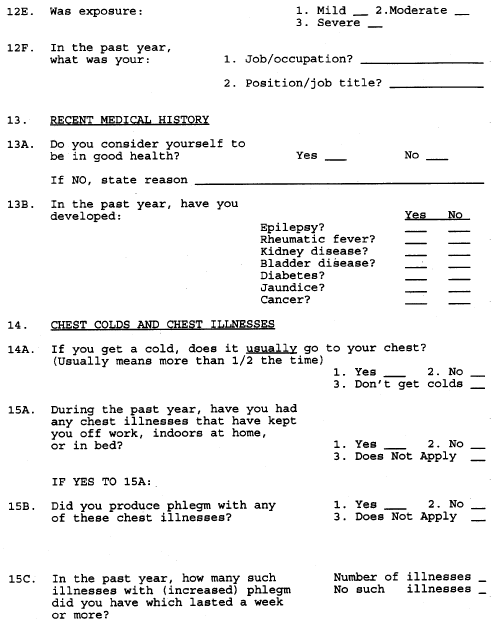 12E. Was exposure: 1. Mild __ 2.Moderate __
3. Severe __
12F. In the past year,
what was your: 1. Job/occupation? ________________
2. Position/job title? ____________
13. RECENT MEDICAL HISTORY
13A. Do you consider yourself to
be in good health? Yes ___ No ___
If NO, state reason ______________________________________
13B. In the past year, have you
developed: Yes No
Epilepsy? ___ ___
Rheumatic fever? ___ ___
Kidney disease? ___ ___
Bladder disease? ___ ___
Diabetes? ___ ___
Jaundice? ___ ___
Cancer? ___ ___
14. CHEST COLDS AND CHEST ILLNESSES
14A. If you get a cold, does it usually go to your chest?
(Usually means more than 1/2 the time)
1. Yes ___ 2. No __
3. Don't get colds __
15A. During the past year, have you had
any chest illnesses that have kept
you off work, indoors at home, 1. Yes ___ 2. No __
or in bed? 3. Does Not Apply __
IF YES TO 15A:
15B. Did you produce phlegm with any 1. Yes ___ 2. No __
of these chest illnesses? 3. Does Not Apply __
15C. In the past year, how many such Number of illnesses _
illnesses with (increased) phlegm No such illnesses _
did you have which lasted a week
or more?